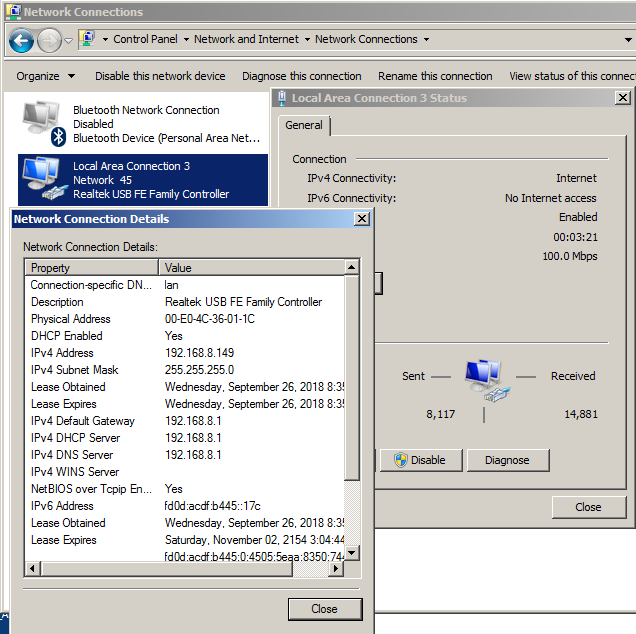 Network Connections
Control Panel Network and Internet Network Connections
Organize Disable this network device Diagnose this connection Rename this connection View status of this connec
Bluetooth Network Connection
Disabled
Bluetooth Device (Personal Area Net...
Local Area Connection 3
Network 45
Realtek USB FE Family Controller
Local Area Connection 3 Status
General
Connection
IPv4 Connectivity: Internet
IPv6 Connectivity: No Internet access
Enabled
00:03:21
100.0 Mbps
Sent Received
8,117 14,881
Disable Diagnose
Close
Network Connection Details
Network Connection Details:
Property Value
Connection-specific DN... lan
Description Realtek USB FE Family Controller
Physical Address 00-E0-4C-36-01-1C
DHCP Enabled Yes
IPv4 Address 192.168.8.149
IPv4 Subnet Mask 255.255.255.0
Lease Obtained Wednesday, September 26, 2018 8:35
Lease Expires Wednesday, September 26, 2018 8:35
IPv4 Default Gateway 192.168.8.1
IPv4 DHCP Server 192.168.8.1
IPv4 DNS Server 192.168.8.1
IPv4 WINS Server
NetBIOS over Tcpip En... Yes
IPv6 Address fd0d:acdf:b445::17c
Lease Obtained Wednesday, September 26, 2018 8:35
Lease Expires Saturday, November 02, 2154 3:04:44
fd0d:acdf:b445:0:4505:5eaa:8350:744
Close